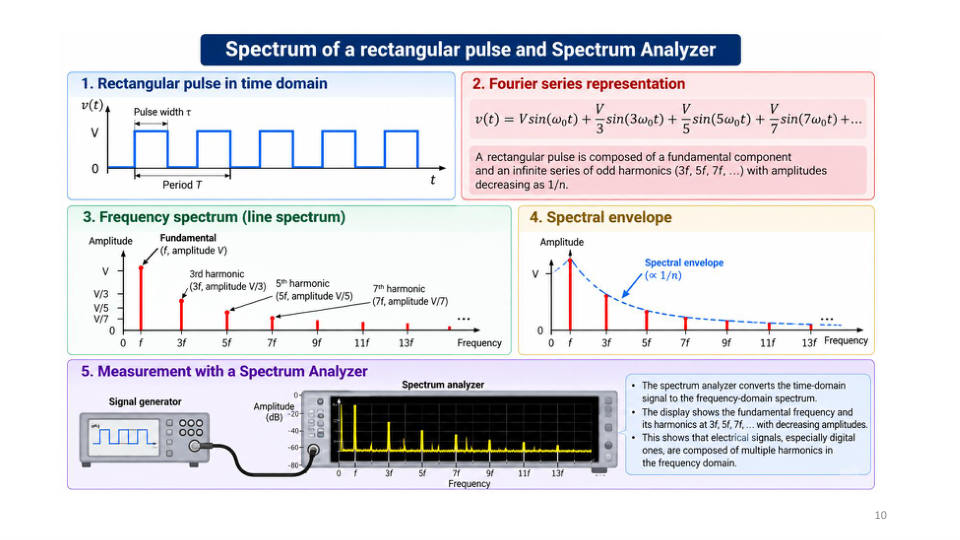 Spectrum of a rectangular pulse and Spectrum Analyzer
1. Rectangular pulse in time domain
v(t)
Pulse width τ
V
0
Period T
t
2. Fourier series representation
v(t) = Vsin(ω₀t) + V/3 sin(3ω₀t) + V/5 sin(5ω₀t) + V/7 sin(7ω₀t) +...
A rectangular pulse is composed of a fundamental component
and an infinite series of odd harmonics (3f, 5f, 7f, ...) with amplitudes
decreasing as 1/n.
3. Frequency spectrum (line spectrum)
Amplitude
Fundamental
(f, amplitude V)
3rd harmonic
(3f, amplitude V/3)
5th harmonic
(5f, amplitude V/5)
7th harmonic
(7f, amplitude V/7)
V
V/3
V/5
V/7
0
...
0 f 3f 5f 7f 9f 11f 13f Frequency
4. Spectral envelope
Amplitude
Spectral envelope
(∝ 1/n)
V
0
...
0 f 3f 5f 7f 9f 11f 13f Frequency
5. Measurement with a Spectrum Analyzer
Signal generator
Spectrum analyzer
Amplitude
(dB)
0
-20
-40
-60
-80
0 f 3f 5f 7f 9f 11f 13f
Frequency
• The spectrum analyzer converts the time-domain
signal to the frequency-domain spectrum.
• The display shows the fundamental frequency and
its harmonics at 3f, 5f, 7f, ... with decreasing amplitudes.
• This shows that electrical signals, especially digital
ones, are composed of multiple harmonics in
the frequency domain.
10